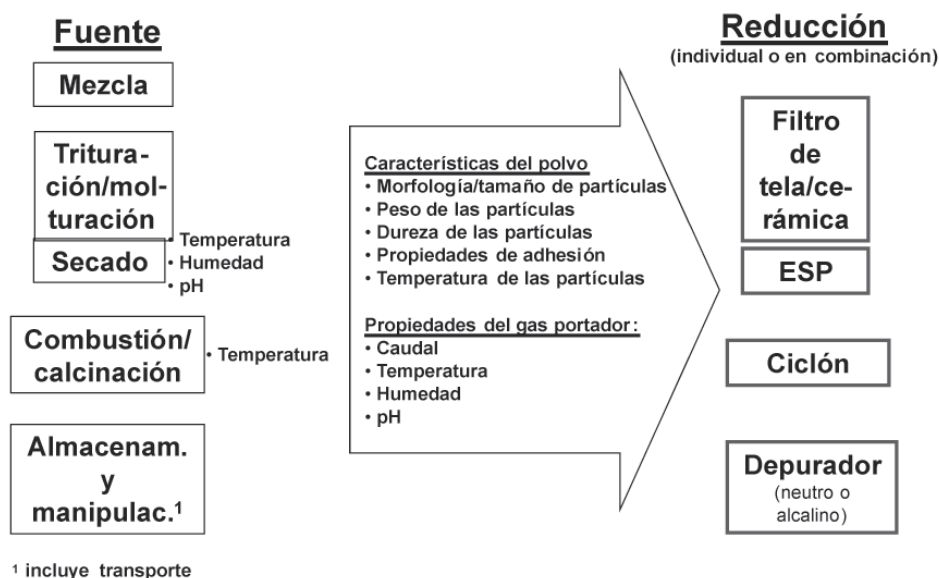 Fuente
Mezcla
Tritura-
ción/mol-
turación
Secado
• Temperatura
• Humedad
• pH
Combustión/
calcinación
• Temperatura
Almacenam.
y
manipulac.¹
¹ incluye transporte
Características del polvo
• Morfología/tamaño de partículas
• Peso de las partículas
• Dureza de las partículas
• Propiedades de adhesión
• Temperatura de las partículas
Propiedades del gas portador:
• Caudal
• Temperatura
• Humedad
• pH
Reducción
(individual o en combinación)
Filtro
de
tela/ce-
rámica
ESP
Ciclón
Depurador
(neutro o
alcalino)